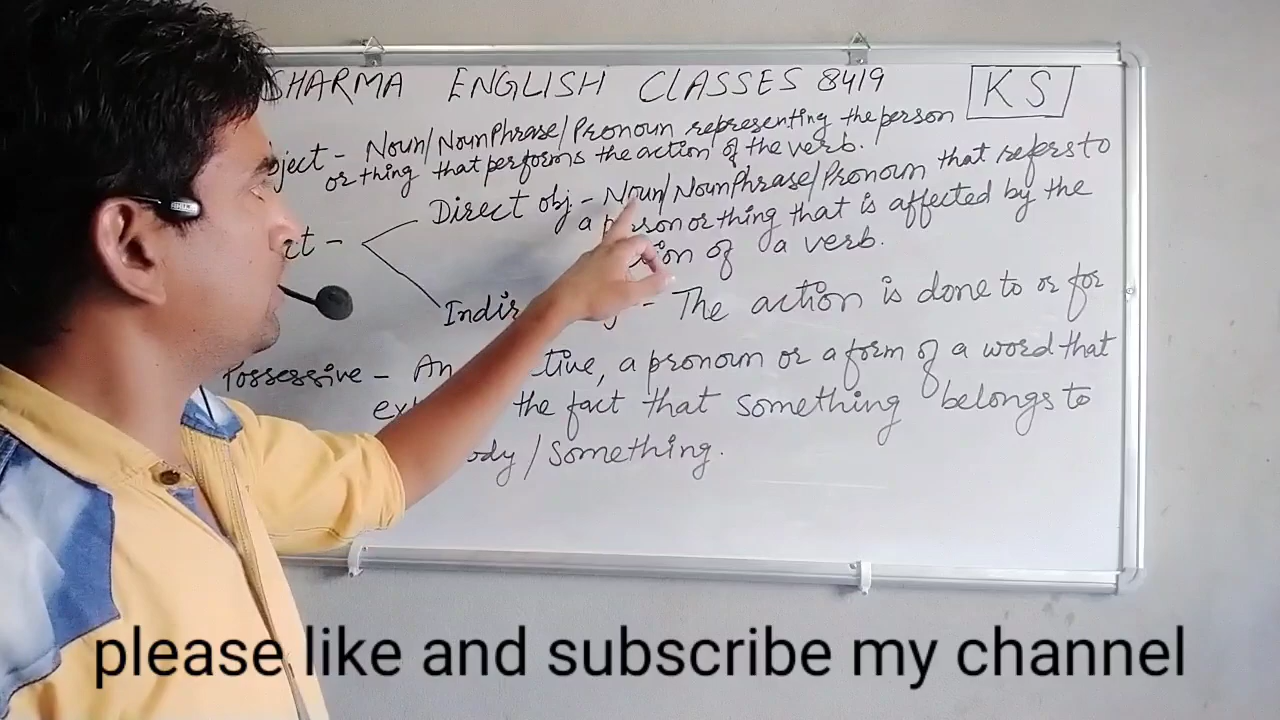 SHARMA ENGLISH CLASSES 8419
KS
bject - Noun/Noun Phrase/Pronoun representing the person
or thing that performs the action of the verb.
Direct obj - Noun/Noun Phrase/Pronoun that refers to
a person or thing that is affected by the
ion of a verb.
ct -
Indir - The action is done to or for
Possessive - An tive, a pronoun or a form of a word that
ex the fact that something belongs to
ody/Something.
please like and subscribe my channel